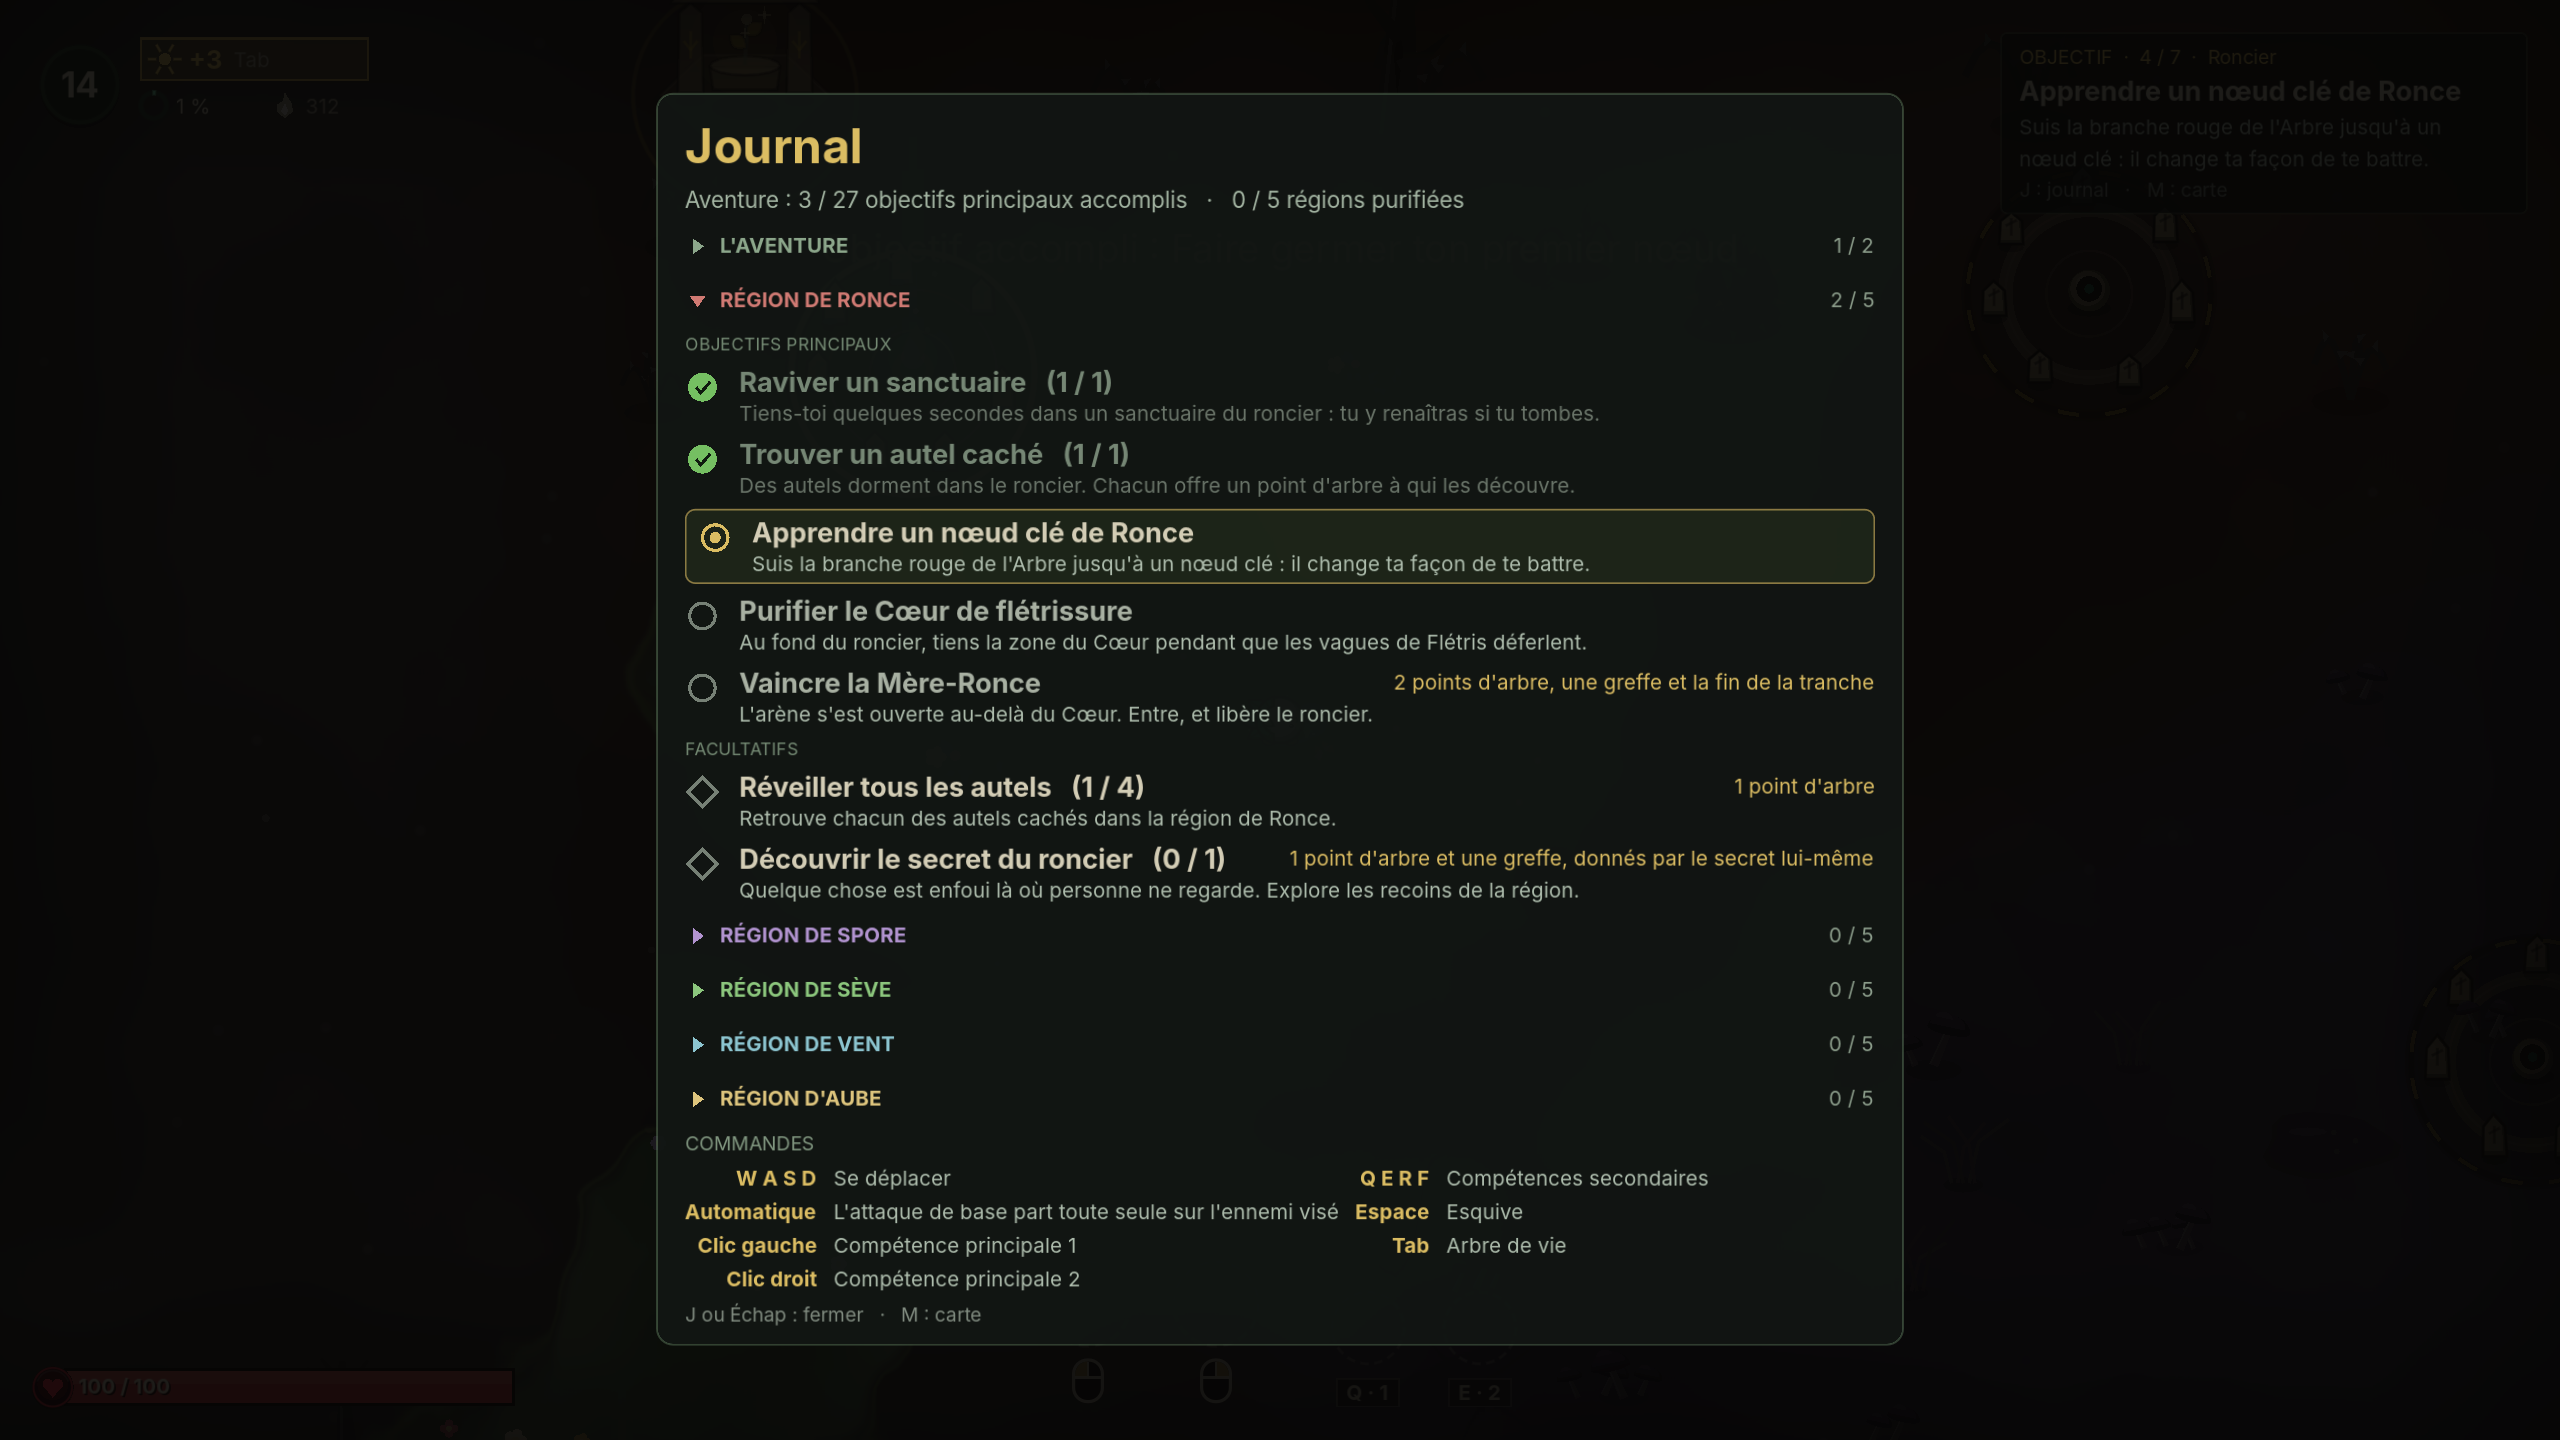 14
+3 Tab
1 %
312
OBJECTIF · 4 / 7 · Roncier
Apprendre un nœud clé de Ronce
Suis la branche rouge de l'Arbre jusqu'à un
nœud clé : il change ta façon de te battre.
J : journal · M : carte
Journal
Aventure : 3 / 27 objectifs principaux accomplis · 0 / 5 régions purifiées
accompli : Faire germer ton premier nœud
L'AVENTURE 1 / 2
RÉGION DE RONCE 2 / 5
OBJECTIFS PRINCIPAUX
Raviver un sanctuaire (1 / 1)
Tiens-toi quelques secondes dans un sanctuaire du roncier : tu y renaîtras si tu tombes.
Trouver un autel caché (1 / 1)
Des autels dorment dans le roncier. Chacun offre un point d'arbre à qui les découvre.
Apprendre un nœud clé de Ronce
Suis la branche rouge de l'Arbre jusqu'à un nœud clé : il change ta façon de te battre.
Purifier le Cœur de flétrissure
Au fond du roncier, tiens la zone du Cœur pendant que les vagues de Flétris déferlent.
Vaincre la Mère-Ronce 2 points d'arbre, une greffe et la fin de la tranche
L'arène s'est ouverte au-delà du Cœur. Entre, et libère le roncier.
FACULTATIFS
Réveiller tous les autels (1 / 4) 1 point d'arbre
Retrouve chacun des autels cachés dans la région de Ronce.
Découvrir le secret du roncier (0 / 1) 1 point d'arbre et une greffe, donnés par le secret lui-même
Quelque chose est enfoui là où personne ne regarde. Explore les recoins de la région.
RÉGION DE SPORE 0 / 5
RÉGION DE SÈVE 0 / 5
RÉGION DE VENT 0 / 5
RÉGION D'AUBE 0 / 5
COMMANDES
W A S D Se déplacer Q E R F Compétences secondaires
Automatique L'attaque de base part toute seule sur l'ennemi visé Espace Esquive
Clic gauche Compétence principale 1 Tab Arbre de vie
Clic droit Compétence principale 2
J ou Échap : fermer · M : carte
100 / 100
Q · 1
E · 2